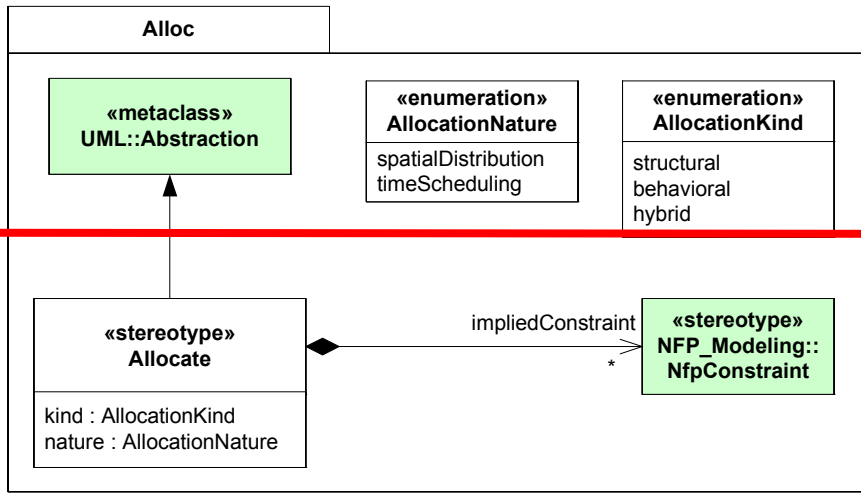 Alloc
«metaclass»
UML::Abstraction
«enumeration»
AllocationNature
spatialDistribution
timeScheduling
«enumeration»
AllocationKind
structural
behavioral
hybrid
«stereotype»
Allocate
kind : AllocationKind
nature : AllocationNature
impliedConstraint
*
«stereotype»
NFP_Modeling::
NfpConstraint